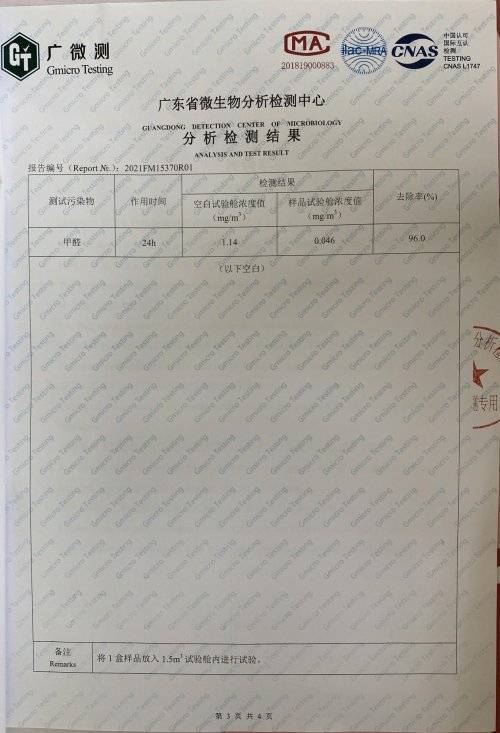 GT
广微测
Gmicro Testing
MA
201819000883
ilac-MRA
CNAS
中国认可
国际互认
检测
TESTING
CNAS L1747
广东省微生物分析检测中心
GUANGDONG DETECTION CENTER OF MICROBIOLOGY
分析检测结果
ANALYSIS AND TEST RESULT
报告编号（Report №.）：2021FM15370R01
测试污染物 作用时间 检测结果 去除率(%)
空白试验舱浓度值 样品试验舱浓度值
（mg/m³） （mg/m³）
甲醛 24h 1.14 0.046 96.0
（以下空白）
分析检
专用
备注
Remarks
将1盒样品放入1.5m³试验舱内进行试验。
第 3 页 共 4 页